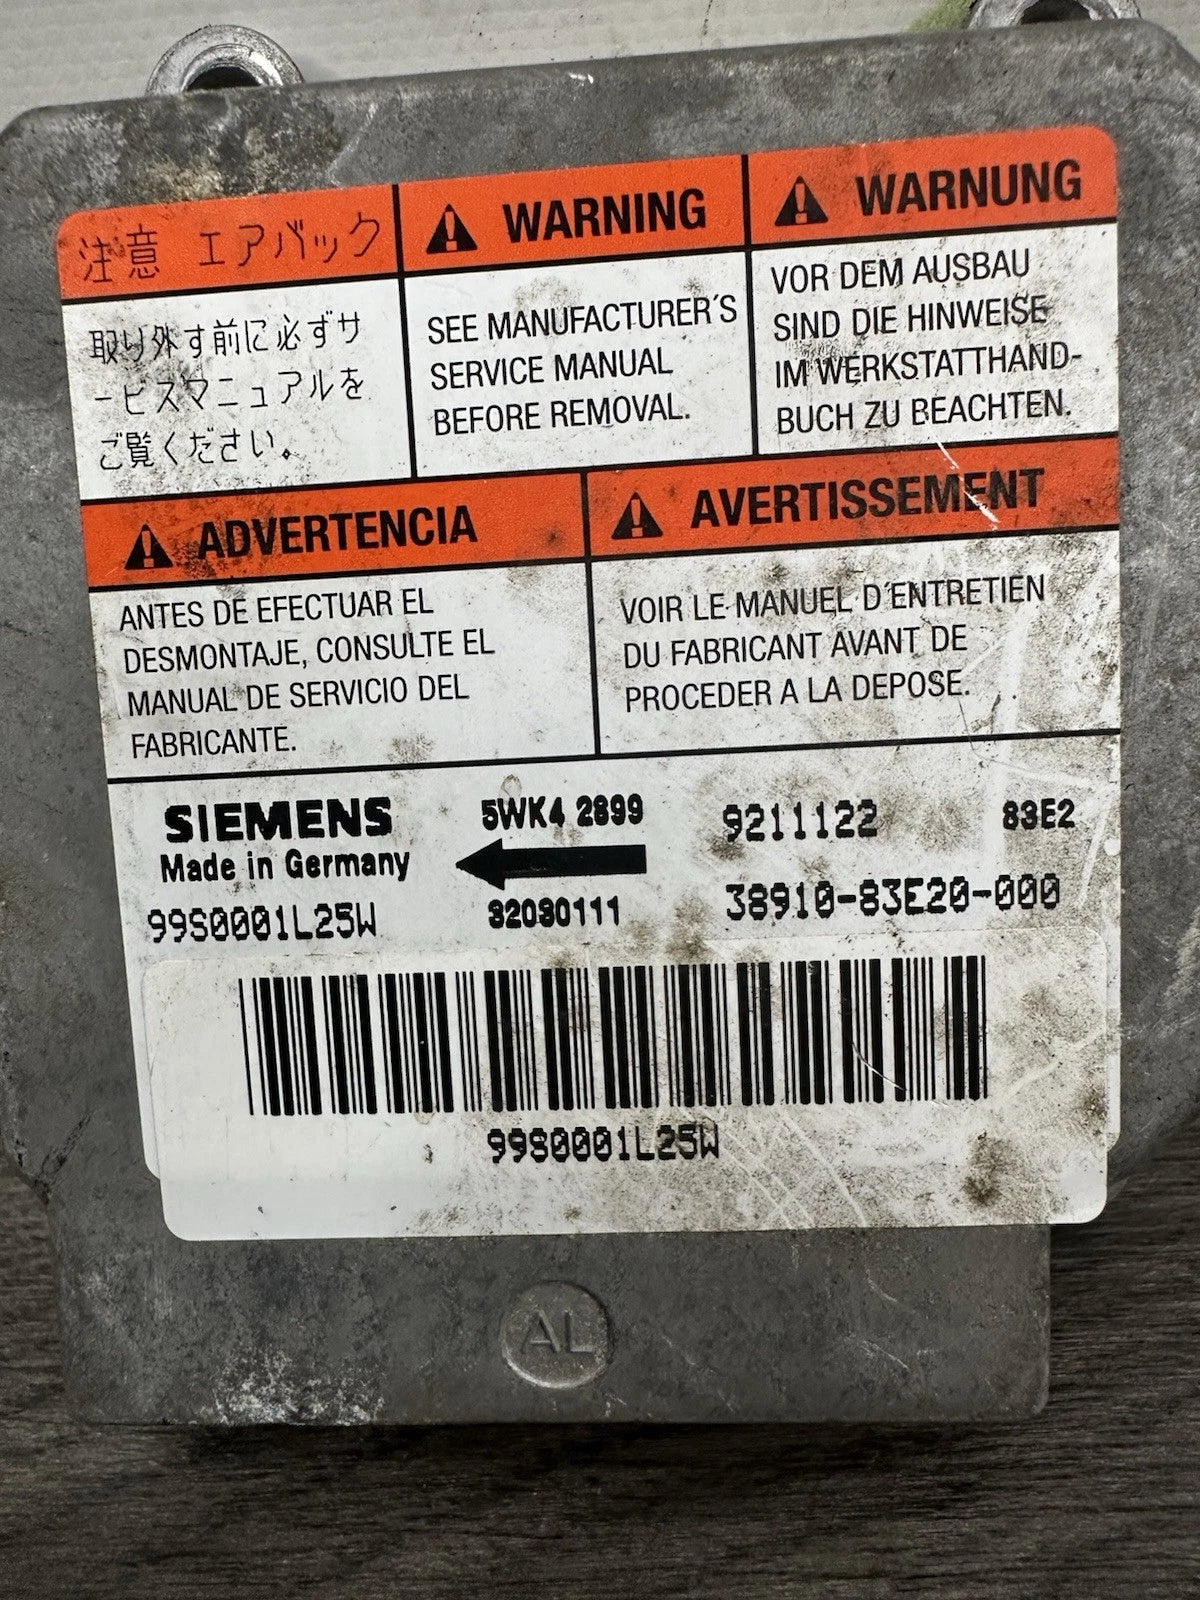 注意 エアバック
取り外す前に必ずサ
ービスマニュアルを
ご覧ください。
WARNING
SEE MANUFACTURER'S
SERVICE MANUAL
BEFORE REMOVAL.
WARNUNG
VOR DEM AUSBAU
SIND DIE HINWEISE
IM WERKSTATTHAND-
BUCH ZU BEACHTEN.
ADVERTENCIA
ANTES DE EFECTUAR EL
DESMONTAJE, CONSULTE EL
MANUAL DE SERVICIO DEL
FABRICANTE.
AVERTISSEMENT
VOIR LE MANUEL D'ENTRETIEN
DU FABRICANT AVANT DE
PROCEDER A LA DEPOSE.
SIEMENS
Made in Germany
99S0001L25W
5WK4 2899
32030111
9211122 83E2
38910-83E20-000
99S0001L25W
AL